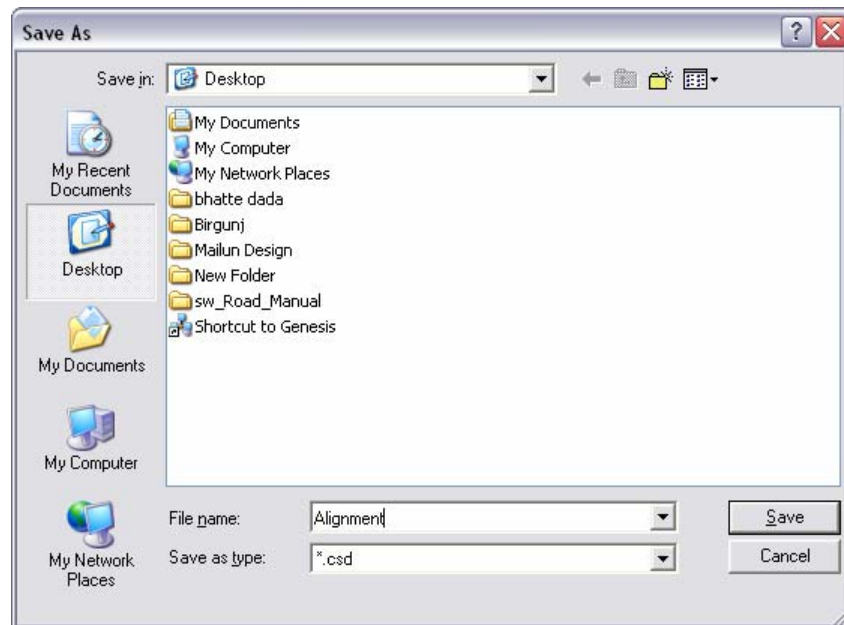 Save As
Save in:
Desktop
My Recent
Documents
Desktop
My Documents
My Computer
My Network
Places
My Documents
My Computer
My Network Places
bhatte dada
Birgunj
Mailun Design
New Folder
sw_Road_Manual
Shortcut to Genesis
File name:
Alignment
Save
Save as type:
*.csd
Cancel